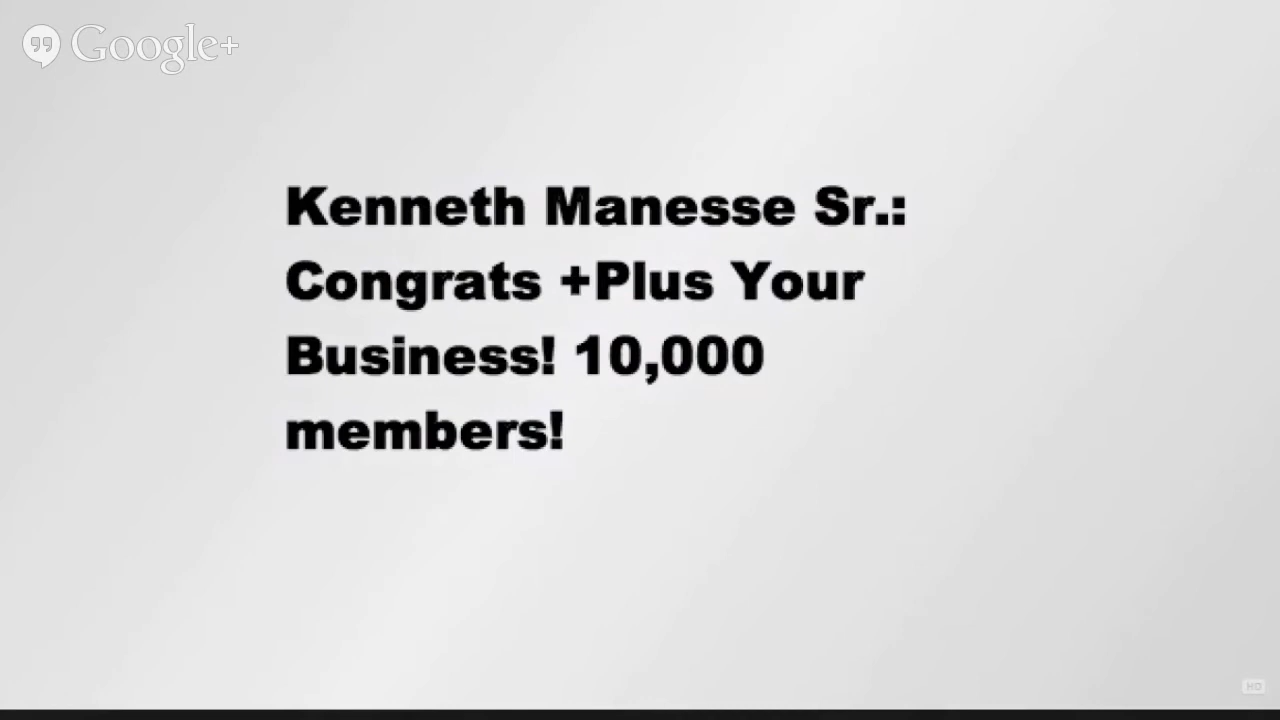 Google+
Kenneth Manesse Sr.:
Congrats +Plus Your
Business! 10,000
members!
HD